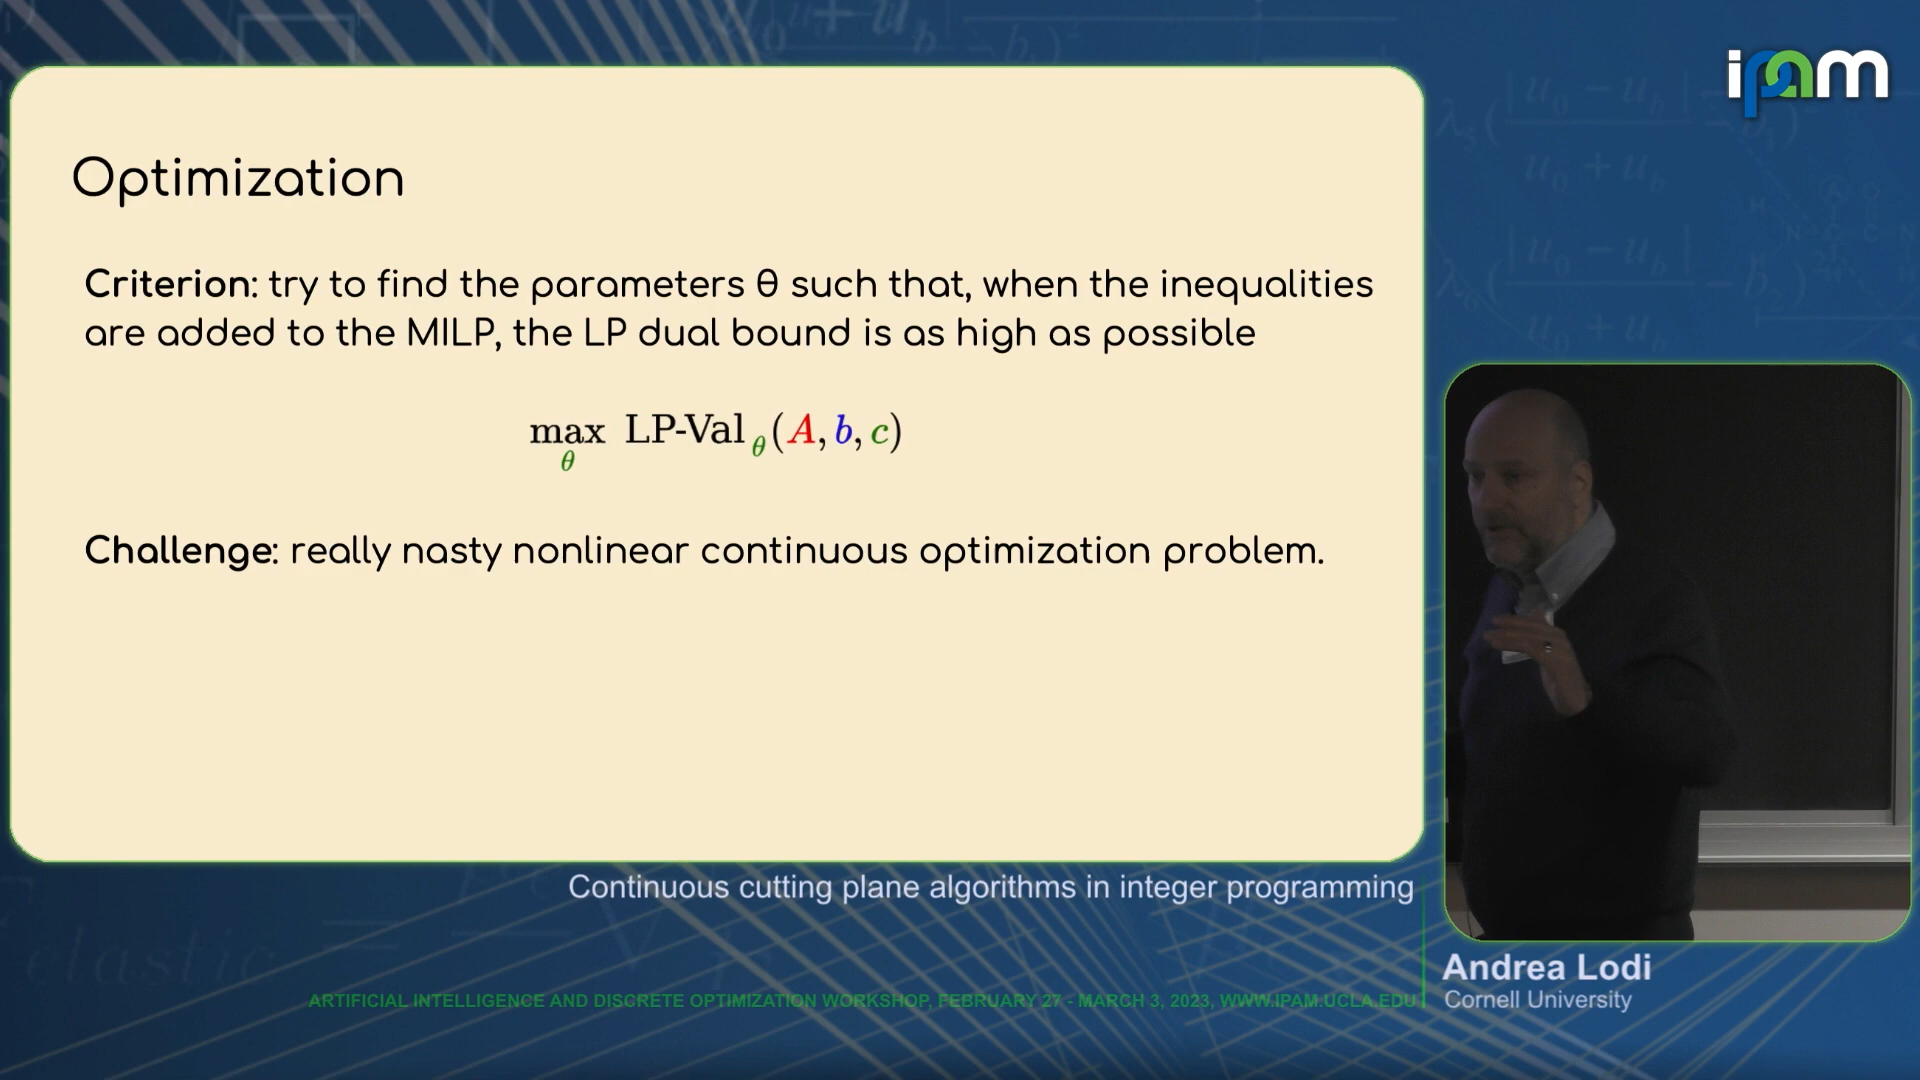 ipam
Optimization
Criterion: try to find the parameters θ such that, when the inequalities
are added to the MILP, the LP dual bound is as high as possible
max LP-Val θ (A, b, c)
θ
Challenge: really nasty nonlinear continuous optimization problem.
Continuous cutting plane algorithms in integer programming
Andrea Lodi
Cornell University
ARTIFICIAL INTELLIGENCE AND DISCRETE OPTIMIZATION WORKSHOP, FEBRUARY 27 - MARCH 3, 2023, WWW.IPAM.UCLA.EDU
elastic